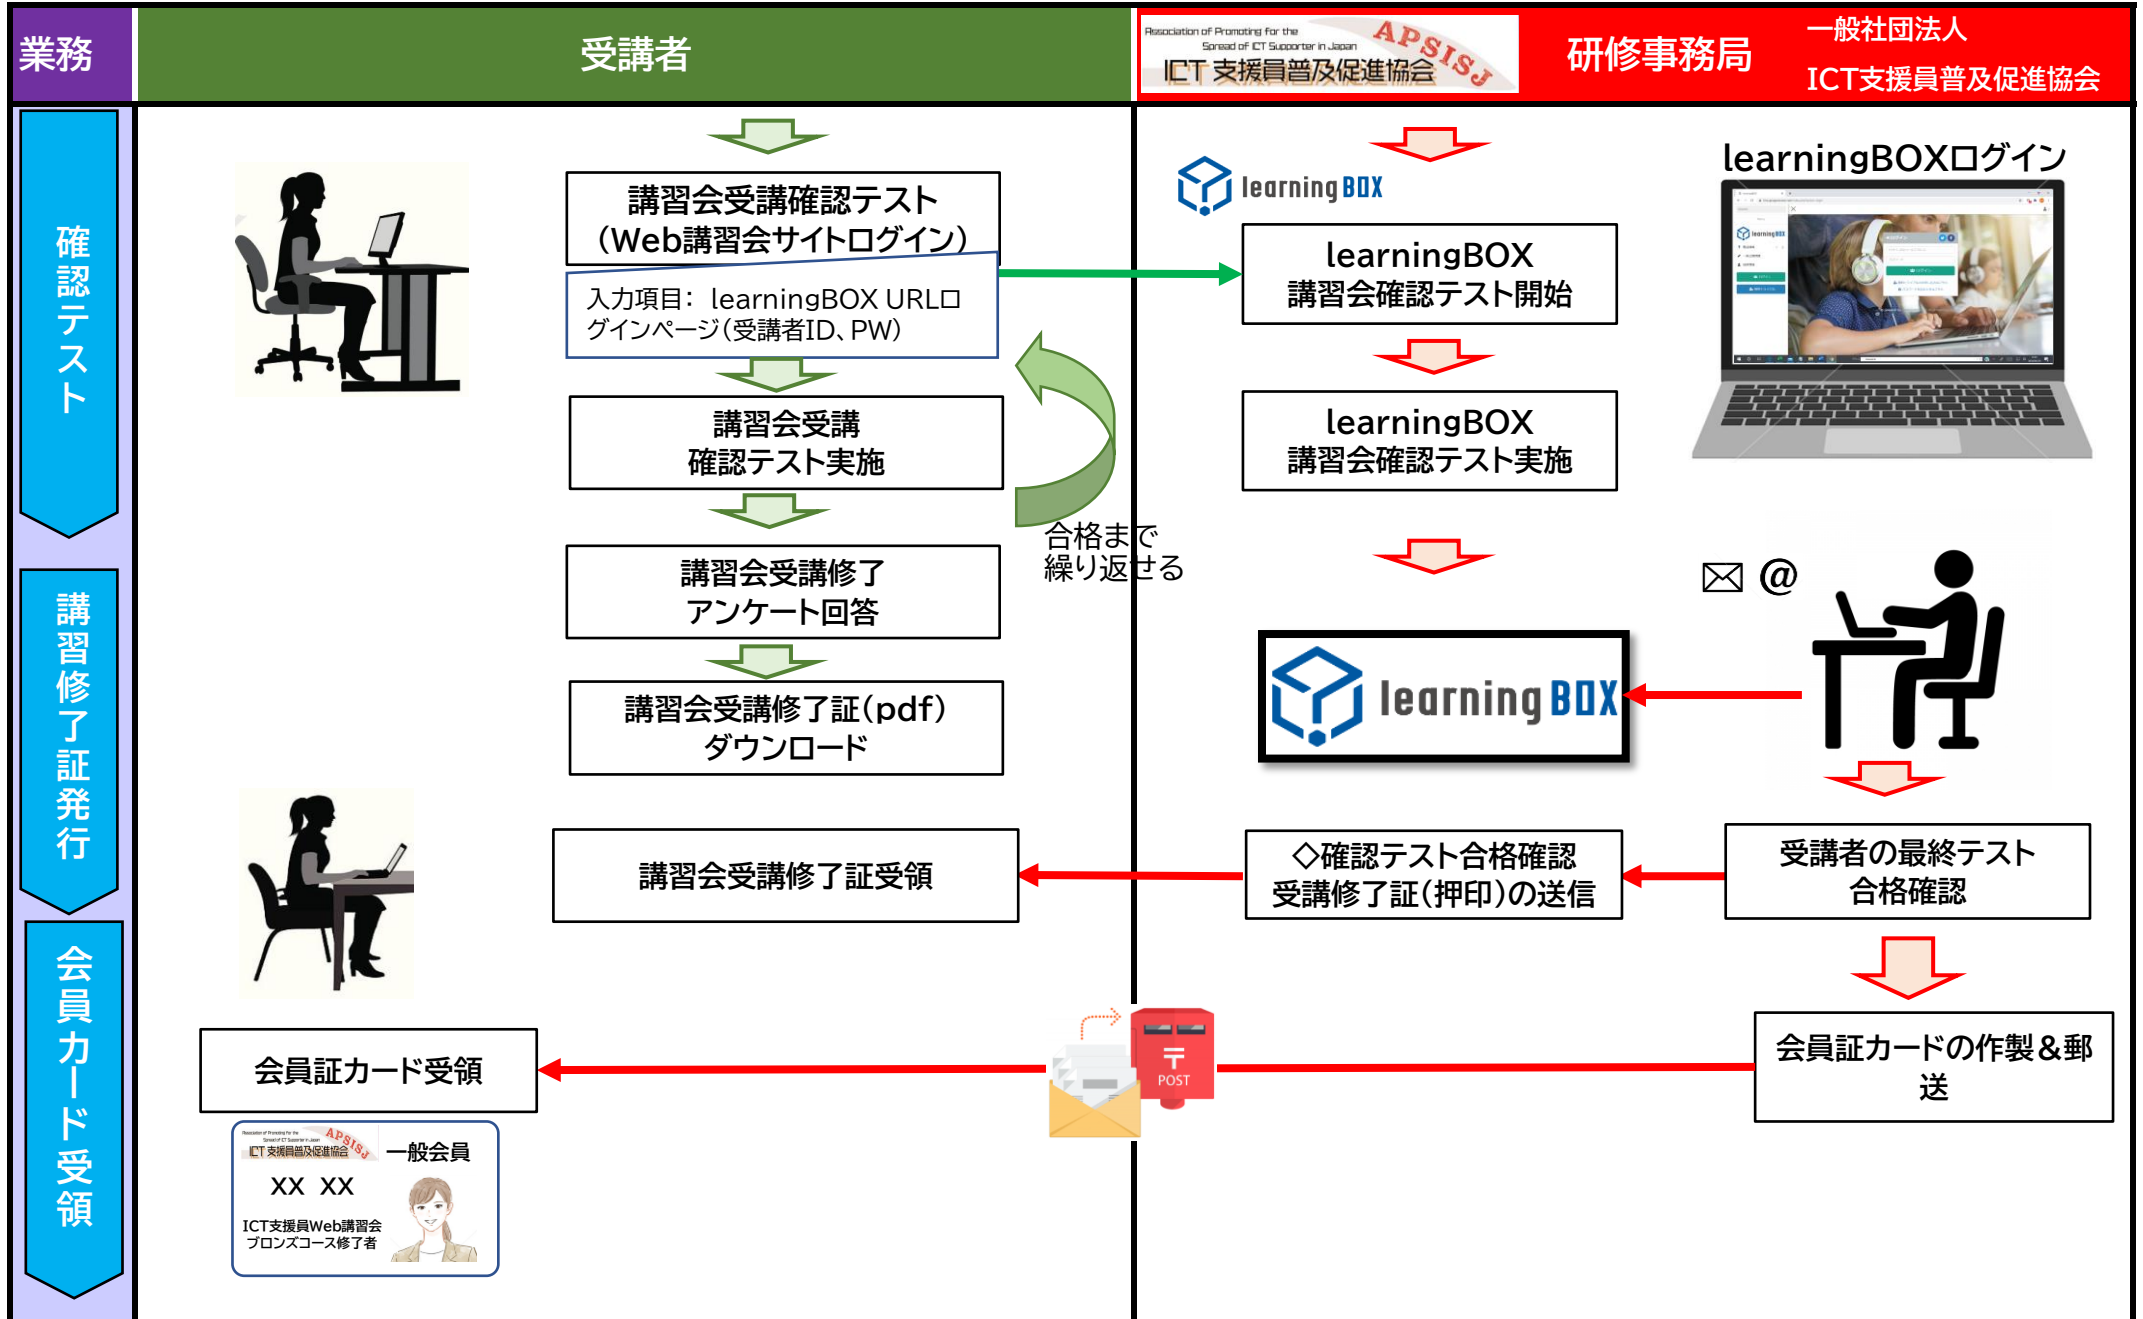 業務
受講者
Association of Promoting for the
Spread of ICT Supporter in Japan
APSISJ
ICT支援員普及促進協会
研修事務局
一般社団法人
ICT支援員普及促進協会
確認テスト
講習会受講確認テスト
（Web講習会サイトログイン）
入力項目： learningBOX URLロ
グインページ（受講者ID、PW）
講習会受講
確認テスト実施
合格まで
繰り返せる
learningBOX
learningBOX
講習会確認テスト開始
learningBOX
講習会確認テスト実施
learningBOXログイン
learningBOX
講習修了証発行
講習会受講修了
アンケート回答
講習会受講修了証（pdf）
ダウンロード
@
learningBOX
講習会受講修了証受領
◇確認テスト合格確認
受講修了証（押印）の送信
受講者の最終テスト
合格確認
会員カード受領
会員証カード受領
〒
POST
会員証カードの作製＆郵
送
Association of Promoting for the
Spread of ICT Supporter in Japan
APSISJ
ICT支援員普及促進協会
一般会員
XX XX
ICT支援員Web講習会
ブロンズコース修了者